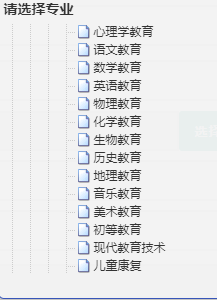 请选择专业
心理学教育
语文教育
数学教育
英语教育
物理教育
化学教育
生物教育
历史教育
地理教育
音乐教育
美术教育
初等教育
现代教育技术
儿童康复